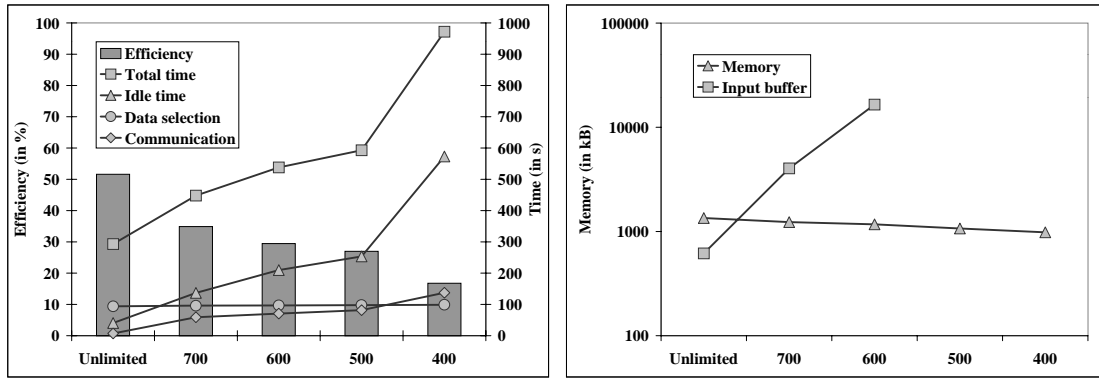 Efficiency (in %)
100
90
80
70
60
50
40
30
20
10
0
Efficiency
Total time
Idle time
Data selection
Communication
1000
900
800
700
600
500
400
300
200
100
0
Time (in s)
Unlimited 700 600 500 400
Memory (in kB)
100000
10000
1000
100
Memory
Input buffer
Unlimited 700 600 500 400